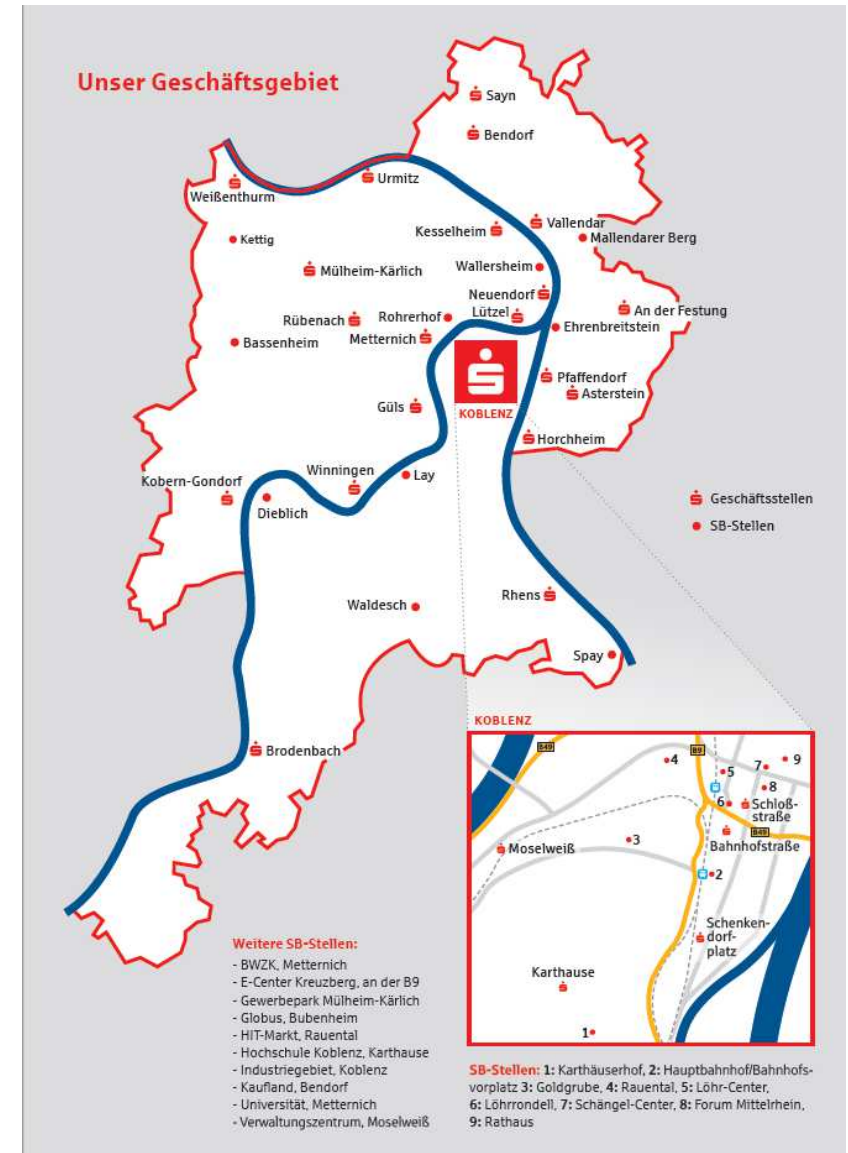 Unser Geschäftsgebiet
Sayn
Bendorf
Urmitz
Weißenthurm
Vallendar
Kesselheim
Mallendarer Berg
Kettig
Wallersheim
Mülheim-Kärlich
Neuendorf
An der Festung
Rohrerhof
Lützel
Rübenach
Ehrenbreitstein
Metternich
Bassenheim
Pfaffendorf
Asterstein
KOBLENZ
Güls
Horchheim
Winningen
Lay
Kobern-Gondorf
Dieblich
Geschäftsstellen
SB-Stellen
Rhens
Waldesch
Spay
Brodenbach
KOBLENZ
B49
B9
4
5
7
9
8
6
Schloß-
straße
B49
Bahnhofstraße
3
Moselweiß
2
Schenken-
dorf-
platz
Karthause
1
Weitere SB-Stellen:
- BWZK, Metternich
- E-Center Kreuzberg, an der B9
- Gewerbepark Mülheim-Kärlich
- Globus, Bubenheim
- HIT-Markt, Rauental
- Hochschule Koblenz, Karthause
- Industriegebiet, Koblenz
- Kaufland, Bendorf
- Universität, Metternich
- Verwaltungszentrum, Moselweiß
SB-Stellen: 1: Karthäuserhof, 2: Hauptbahnhof/Bahnhofs-
vorplatz 3: Goldgrube, 4: Rauental, 5: Löhr-Center,
6: Löhrrondell, 7: Schängel-Center, 8: Forum Mittelrhein,
9: Rathaus